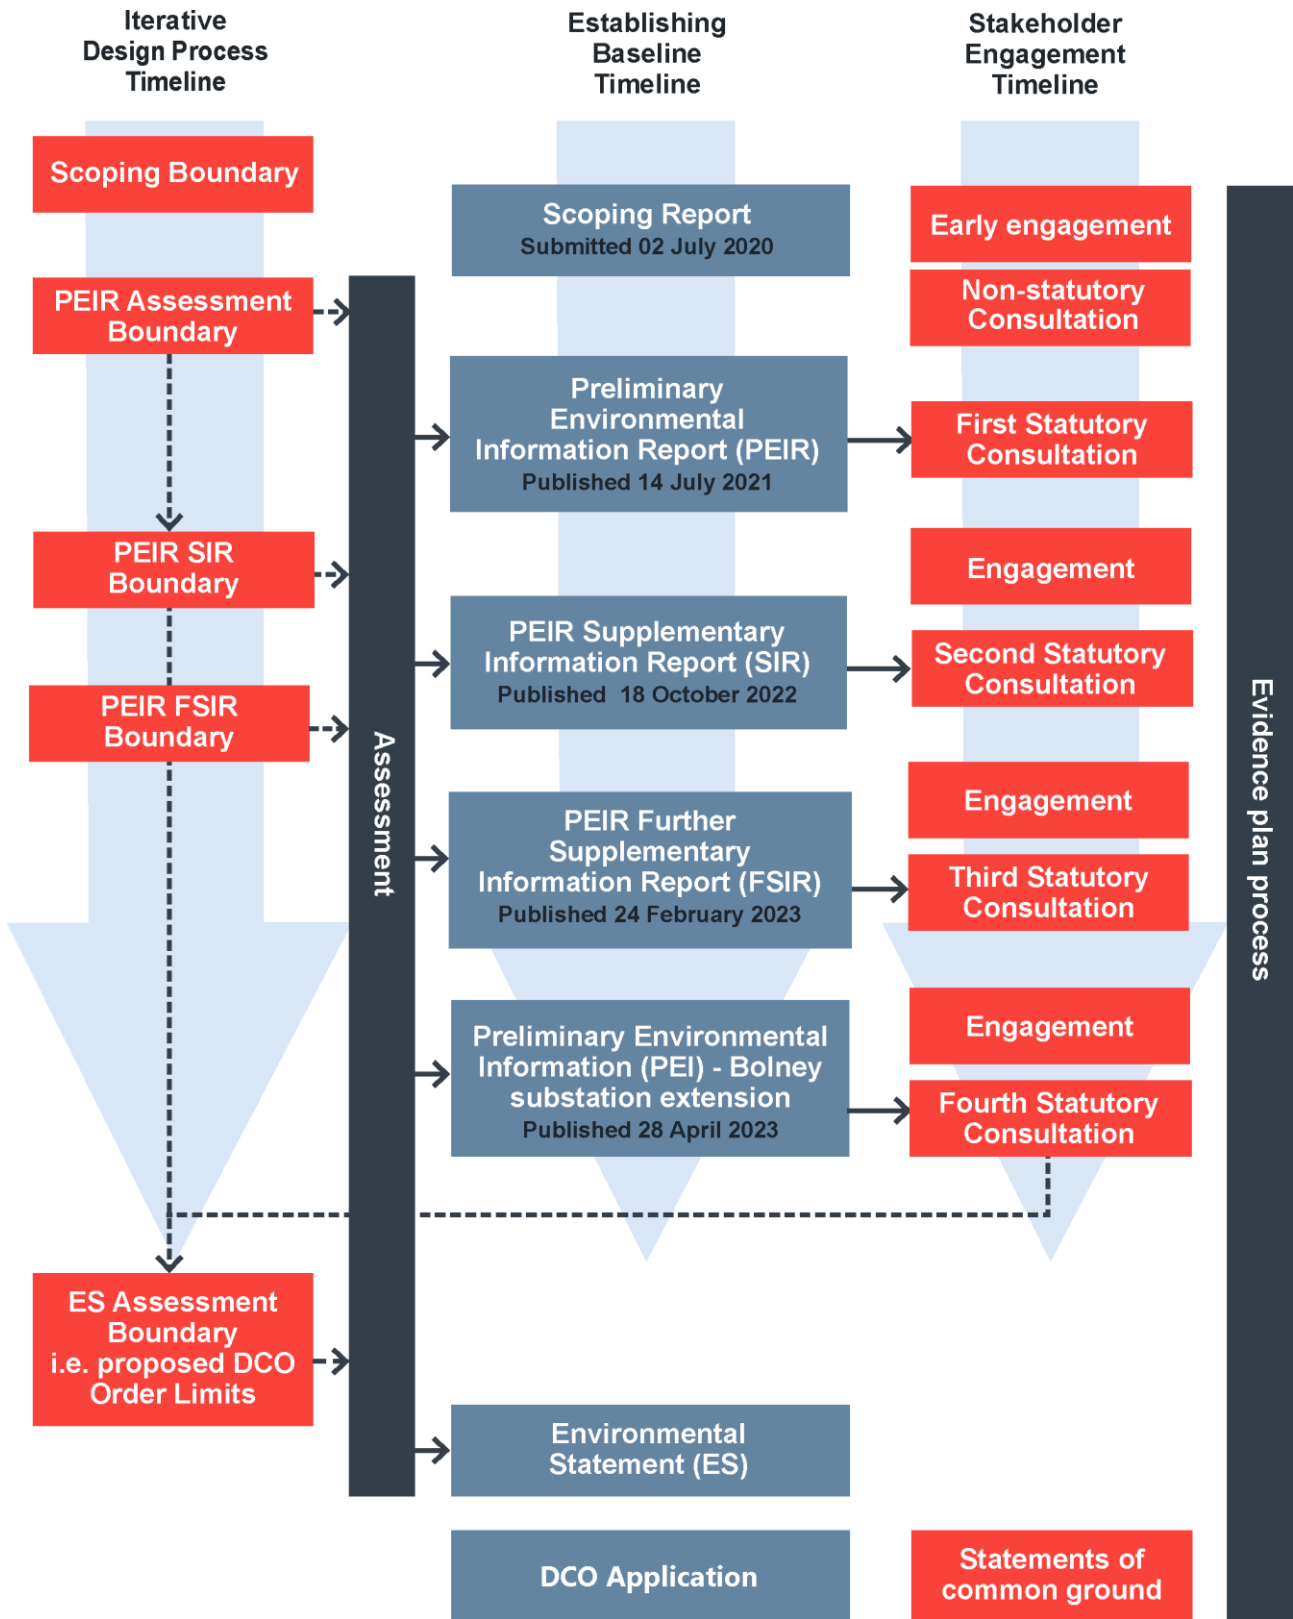 Iterative
Design Process
Timeline
Establishing
Baseline
Timeline
Stakeholder
Engagement
Timeline
Scoping Boundary
PEIR Assessment
Boundary
PEIR SIR
Boundary
PEIR FSIR
Boundary
ES Assessment
Boundary
i.e. proposed DCO
Order Limits
Assessment
Scoping Report
Submitted 02 July 2020
Preliminary
Environmental
Information Report (PEIR)
Published 14 July 2021
PEIR Supplementary
Information Report (SIR)
Published 18 October 2022
PEIR Further
Supplementary
Information Report (FSIR)
Published 24 February 2023
Preliminary Environmental
Information (PEI) - Bolney
substation extension
Published 28 April 2023
Environmental
Statement (ES)
DCO Application
Early engagement
Non-statutory
Consultation
First Statutory
Consultation
Engagement
Second Statutory
Consultation
Engagement
Third Statutory
Consultation
Engagement
Fourth Statutory
Consultation
Statements of
common ground
Evidence plan process